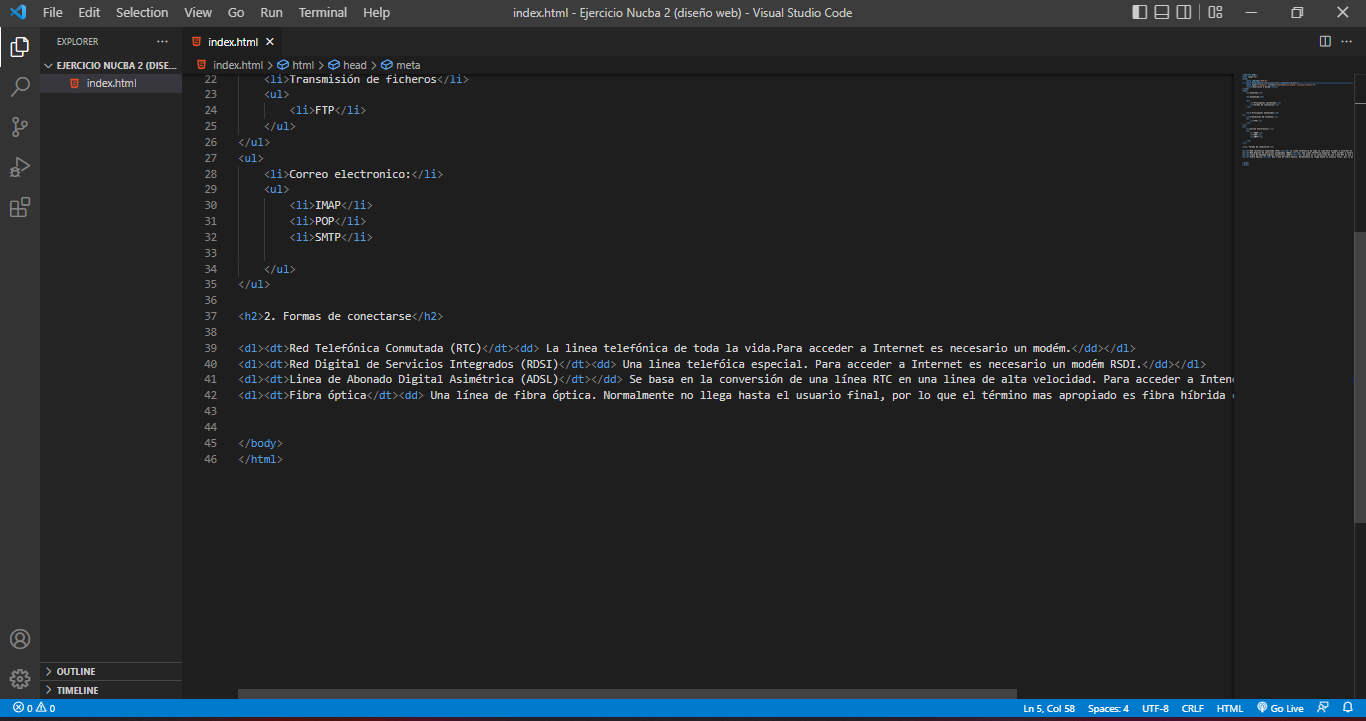 File Edit Selection View Go Run Terminal Help
index.html - Ejercicio Nucba 2 (diseño web) - Visual Studio Code
EXPLORER
index.html
EJERCICIO NUCBA 2 (DISE...
index.html
index.html > html > head > meta
22 <li>Transmisión de ficheros</li>
23 <ul>
24 <li>FTP</li>
25 </ul>
26 </ul>
27 <ul>
28 <li>Correo electronico:</li>
29 <ul>
30 <li>IMAP</li>
31 <li>POP</li>
32 <li>SMTP</li>
33
34 </ul>
35 </ul>
36
37 <h2>2. Formas de conectarse</h2>
38
39 <dl><dt>Red Telefónica Conmutada (RTC)</dt><dd> La linea telefónica de toda la vida.Para acceder a Internet es necesario un modém.</dd></dl>
40 <dl><dt>Red Digital de Servicios Integrados (RDSI)</dt><dd> Una linea telefóica especial. Para acceder a Internet es necesario un modém RSDI.</dd></dl>
41 <dl><dt>Linea de Abonado Digital Asimétrica (ADSL)</dt></dd> Se basa en la conversión de una línea RTC en una linea de alta velocidad. Para acceder a Inten
42 <dl><dt>Fibra óptica</dt><dd> Una línea de fibra óptica. Normalmente no llega hasta el usuario final, por lo que el término mas apropiado es fibra híbrida
43
44
45 </body>
46 </html>
OUTLINE
TIMELINE
0 0
Ln 5, Col 58 Spaces: 4 UTF-8 CRLF HTML Go Live